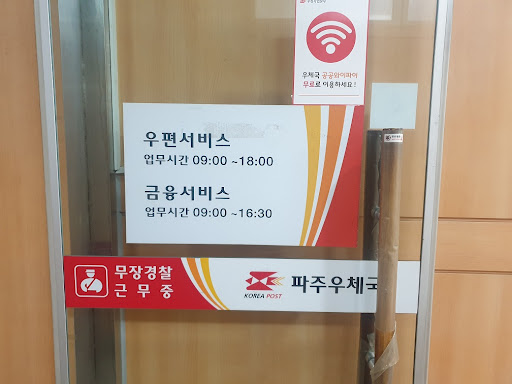 우체국 공공와이파이
무료로 이용하세요!
우편서비스
업무시간 09:00 ~18:00
금융서비스
업무시간 09:00 ~16:30
무장경찰
근무중
KOREA POST
파주우체국